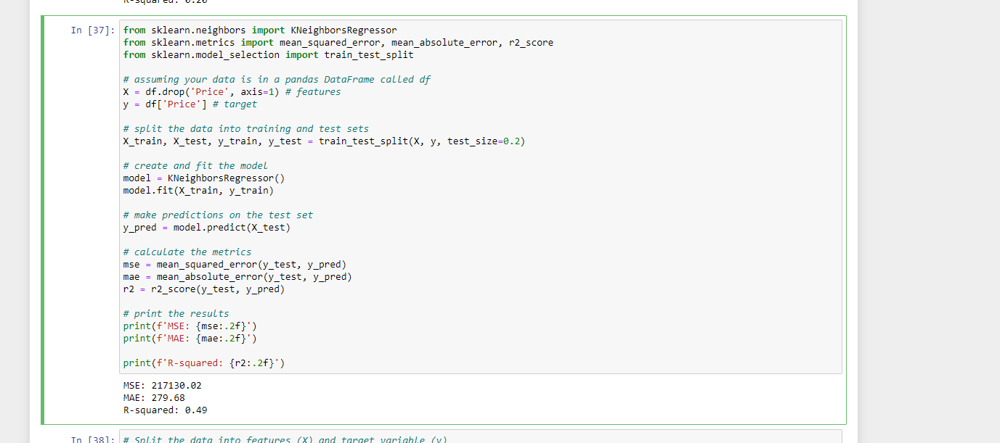 R-squared: 0.20
In [37]:
from sklearn.neighbors import KNeighborsRegressor
from sklearn.metrics import mean_squared_error, mean_absolute_error, r2_score
from sklearn.model_selection import train_test_split
# assuming your data is in a pandas DataFrame called df
X = df.drop('Price', axis=1) # features
y = df['Price'] # target
# split the data into training and test sets
X_train, X_test, y_train, y_test = train_test_split(X, y, test_size=0.2)
# create and fit the model
model = KNeighborsRegressor()
model.fit(X_train, y_train)
# make predictions on the test set
y_pred = model.predict(X_test)
# calculate the metrics
mse = mean_squared_error(y_test, y_pred)
mae = mean_absolute_error(y_test, y_pred)
r2 = r2_score(y_test, y_pred)
# print the results
print(f'MSE: {mse:.2f}')
print(f'MAE: {mae:.2f}')
print(f'R-squared: {r2:.2f}')
MSE: 217130.02
MAE: 279.68
R-squared: 0.49
In [38]:
# Split the data into features (X) and target variable (y)